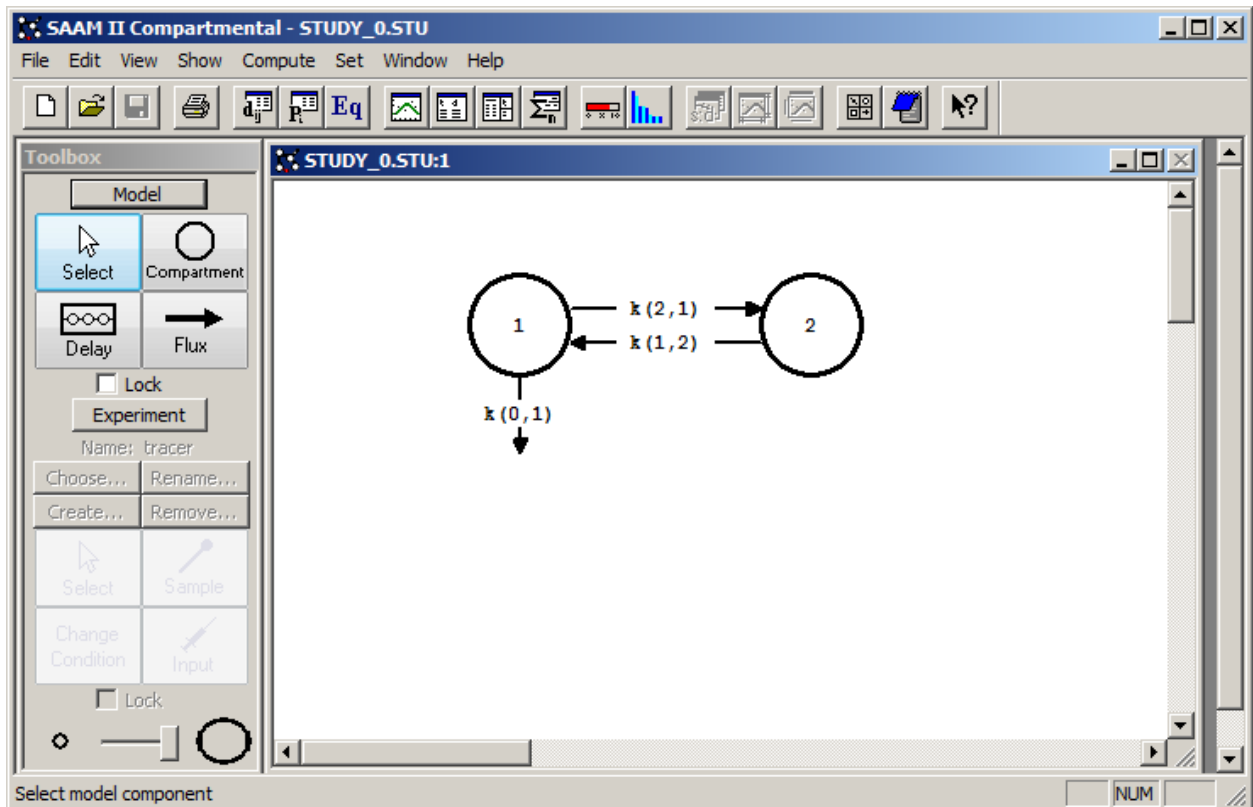 SAAM II Compartmental - STUDY_0.STU
File Edit View Show Compute Set Window Help
Eq
Toolbox
STUDY_0.STU:1
Model
Select Compartment
Delay Flux
Lock
Experiment
Name: tracer
Choose... Rename...
Create... Remove...
Select Sample
Change
Condition Input
Lock
1
k(2,1)
k(1,2)
2
k(0,1)
Select model component
NUM